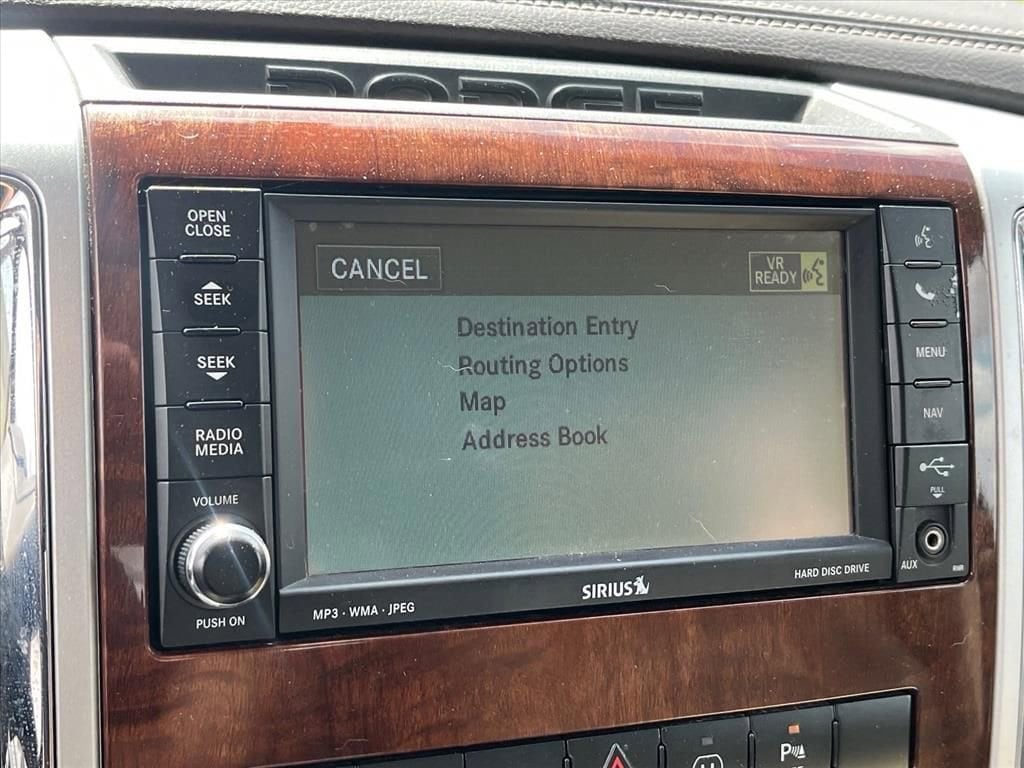 DODGE
OPEN
CLOSE
SEEK
SEEK
RADIO
MEDIA
VOLUME
PUSH ON
CANCEL
VR
READY
Destination Entry
Routing Options
Map
Address Book
MENU
NAV
PULL
AUX
RHR
MP3 · WMA · JPEG
SIRIUS
HARD DISC DRIVE
P